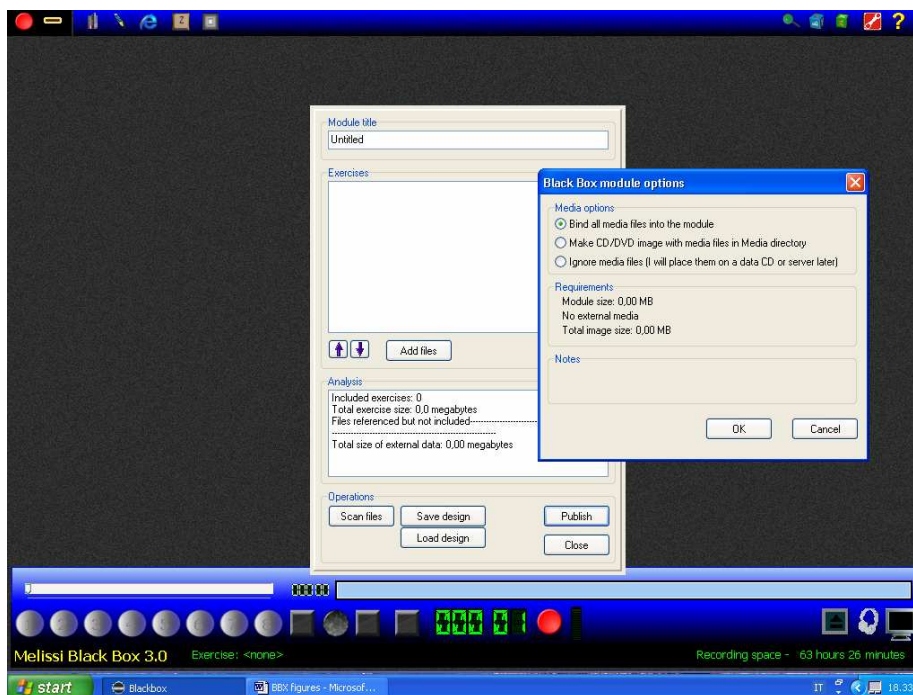 Module title
Untitled
Exercises
Add files
Analysis
Included exercises: 0
Total exercise size: 0,0 megabytes
Files referenced but not included----------------------------
------------------------------------------------------------
Total size of external data: 0,00 megabytes
Operations
Scan files
Save design
Publish
Load design
Close
Black Box module options
Media options
Bind all media files into the module
Make CD/DVD image with media files in Media directory
Ignore media files (I will place them on a data CD or server later)
Requirements
Module size: 0,00 MB
No external media
Total image size: 0,00 MB
Notes
OK
Cancel
Melissi Black Box 3.0
Exercise: <none>
Recording space - 63 hours 26 minutes
start
Blackbox
BBX figures - Microsof...
IT
18.33